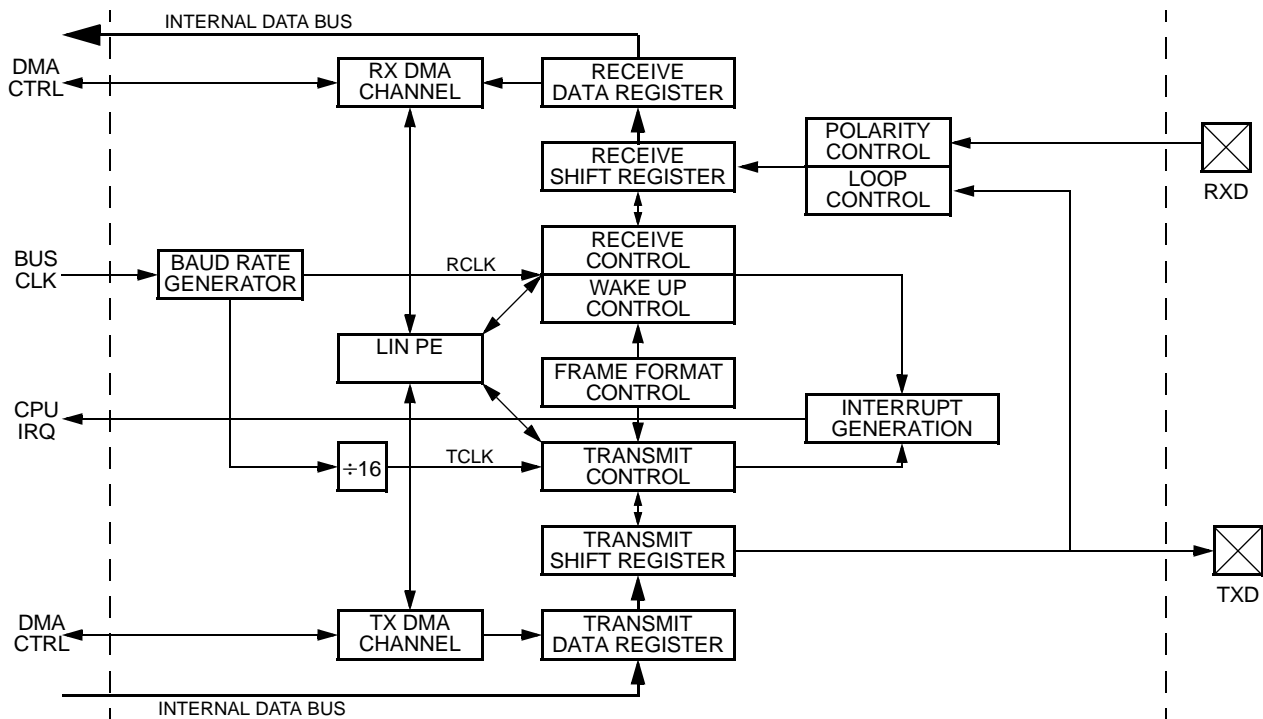 INTERNAL DATA BUS
DMA
CTRL
RX DMA
CHANNEL
RECEIVE
DATA REGISTER
POLARITY
CONTROL
RECEIVE
SHIFT REGISTER
LOOP
CONTROL
RXD
BUS
CLK
BAUD RATE
GENERATOR
RCLK
RECEIVE
CONTROL
WAKE UP
CONTROL
LIN PE
FRAME FORMAT
CONTROL
CPU
IRQ
INTERRUPT
GENERATION
÷16
TCLK
TRANSMIT
CONTROL
TRANSMIT
SHIFT REGISTER
TXD
DMA
CTRL
TX DMA
CHANNEL
TRANSMIT
DATA REGISTER
INTERNAL DATA BUS